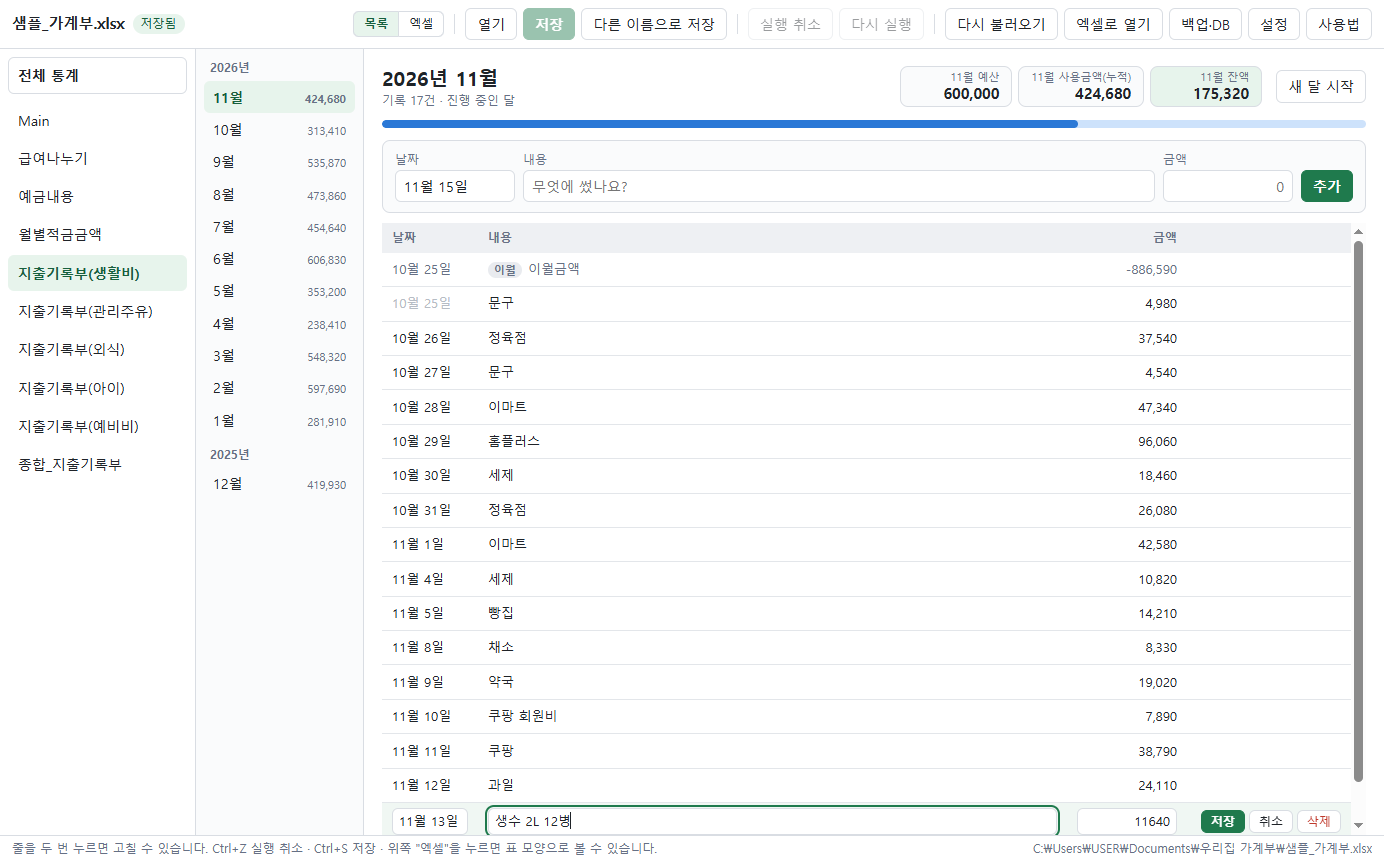 샘플_가계부.xlsx 저장됨 목록 엑셀 열기 저장 다른 이름으로 저장 실행 취소 다시 실행 다시 불러오기 엑셀로 열기 백업·DB 설정 사용법
전체 통계
Main
급여나누기
예금내용
월별적금금액
지출기록부(생활비)
지출기록부(관리주유)
지출기록부(외식)
지출기록부(아이)
지출기록부(예비비)
종합_지출기록부
2026년
11월 424,680
10월 313,410
9월 535,870
8월 473,860
7월 454,640
6월 606,830
5월 353,200
4월 238,410
3월 548,320
2월 597,690
1월 281,910
2025년
12월 419,930
2026년 11월
기록 17건 · 진행 중인 달
11월 예산
600,000
11월 사용금액(누적)
424,680
11월 잔액
175,320
새 달 시작
날짜 내용 금액
11월 15일 무엇에 썼나요? 0 추가
날짜 내용 금액
10월 25일 이월 이월금액 -886,590
10월 25일 문구 4,980
10월 26일 정육점 37,540
10월 27일 문구 4,540
10월 28일 이마트 47,340
10월 29일 홈플러스 96,060
10월 30일 세제 18,460
10월 31일 정육점 26,080
11월 1일 이마트 42,580
11월 4일 세제 10,820
11월 5일 빵집 14,210
11월 8일 채소 8,330
11월 9일 약국 19,020
11월 10일 쿠팡 회원비 7,890
11월 11일 쿠팡 38,790
11월 12일 과일 24,110
11월 13일 생수 2L 12병 11640 저장 취소 삭제
줄을 두 번 누르면 고칠 수 있습니다. Ctrl+Z 실행 취소 · Ctrl+S 저장 · 위쪽 "엑셀"을 누르면 표 모양으로 볼 수 있습니다. C:₩Users₩USER₩Documents₩우리집 가계부₩샘플_가계부.xlsx